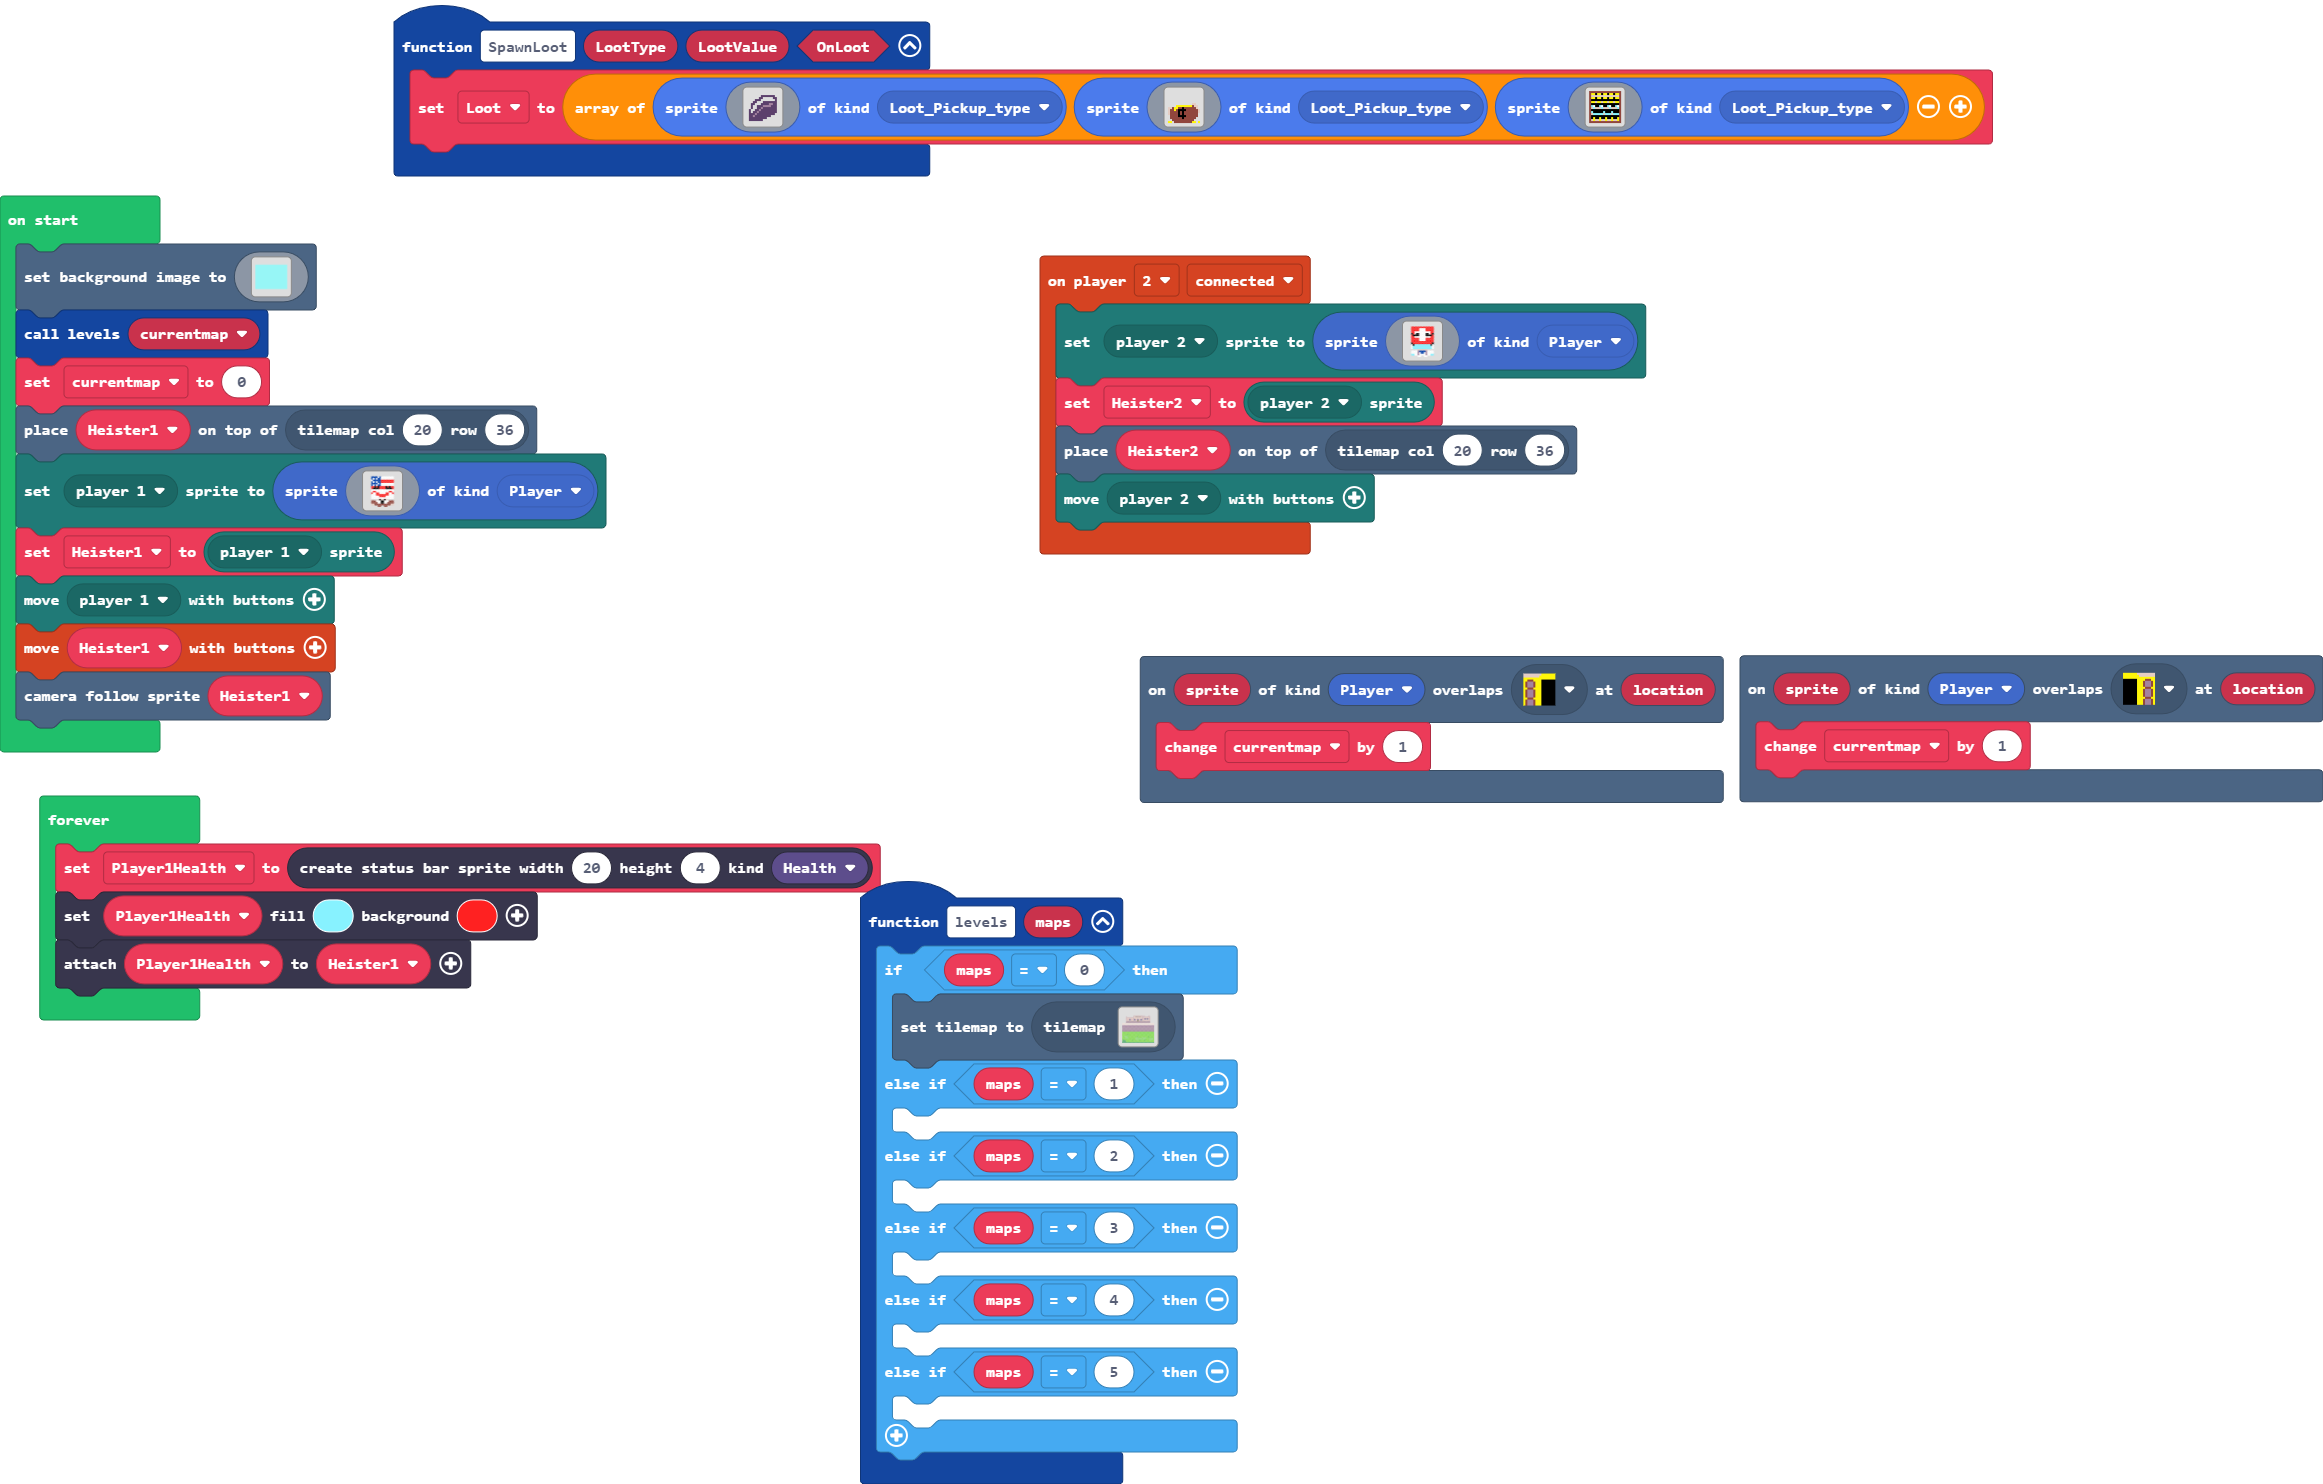 function SpawnLoot LootType LootValue OnLoot
set Loot to array of sprite of kind Loot_Pickup_type sprite of kind Loot_Pickup_type sprite of kind Loot_Pickup_type
on start
set background image to
call levels currentmap
set currentmap to 0
place Heister1 on top of tilemap col 20 row 36
set player 1 sprite to sprite of kind Player
set Heister1 to player 1 sprite
move player 1 with buttons
move Heister1 with buttons
camera follow sprite Heister1
on player 2 connected
set player 2 sprite to sprite of kind Player
set Heister2 to player 2 sprite
place Heister2 on top of tilemap col 20 row 36
move player 2 with buttons
on sprite of kind Player overlaps at location
change currentmap by 1
on sprite of kind Player overlaps at location
change currentmap by 1
forever
set Player1Health to create status bar sprite width 20 height 4 kind Health
set Player1Health fill background
attach Player1Health to Heister1
function levels maps
if maps = 0 then
set tilemap to tilemap
else if maps = 1 then
else if maps = 2 then
else if maps = 3 then
else if maps = 4 then
else if maps = 5 then